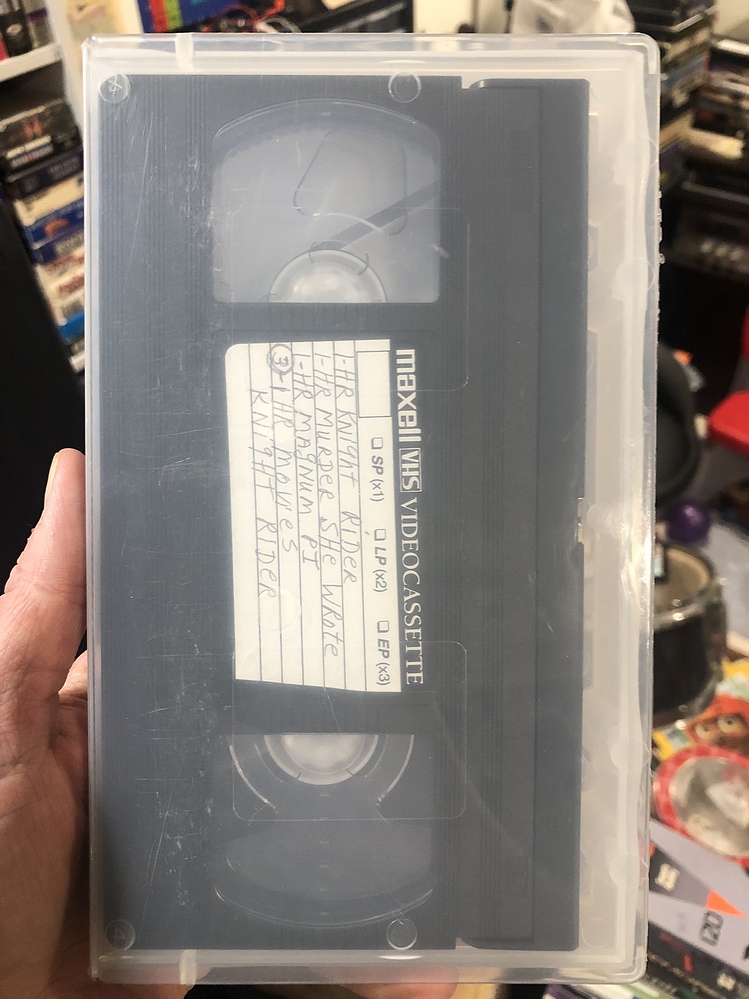 maxell VHS VIDEOCASSETTE
☐ SP (x1) ☐ LP (x2) ☐ EP (x3)
1-HR KNIGHT RIDER
1-HR MURDER SHE WROTE
1-HR MAGNUM PI
③-1 HR MOVIES
KNIGHT RIDER